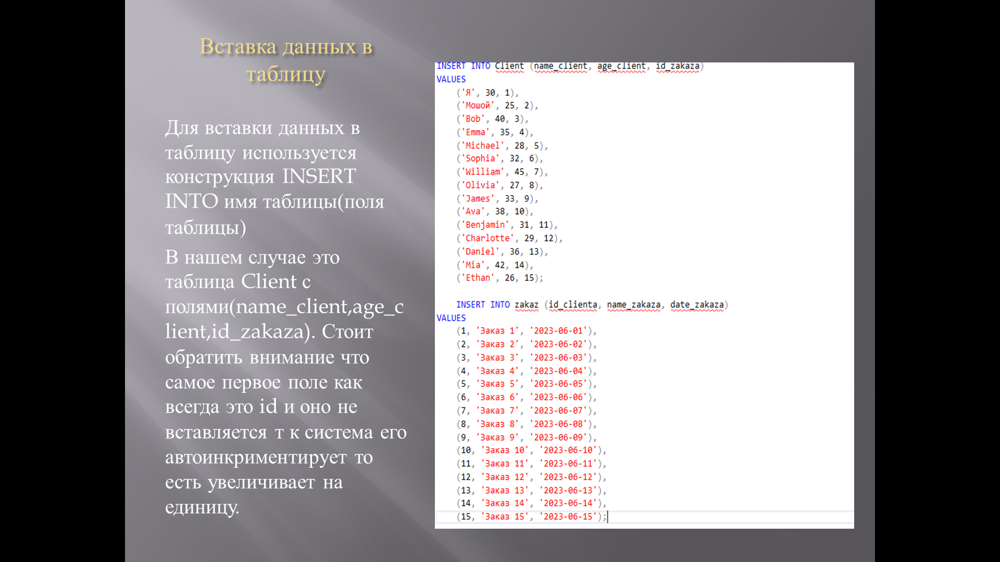 Вставка данных в
таблицу
Для вставки данных в
таблицу используется
конструкция INSERT
INTO имя таблицы(поля
таблицы)
В нашем случае это
таблица Client с
полями(name_client,age_c
lient,id_zakaza). Стоит
обратить внимание что
самое первое поле как
всегда это id и оно не
вставляется т к система его
автоинкриментирует то
есть увеличивает на
единицу.
INSERT INTO Client (name_client, age_client, id_zakaza)
VALUES
('Я', 30, 1),
('Мошой', 25, 2),
('Bob', 40, 3),
('Emma', 35, 4),
('Michael', 28, 5),
('Sophia', 32, 6),
('William', 45, 7),
('Olivia', 27, 8),
('James', 33, 9),
('Ava', 38, 10),
('Benjamin', 31, 11),
('Charlotte', 29, 12),
('Daniel', 36, 13),
('Mia', 42, 14),
('Ethan', 26, 15);
INSERT INTO zakaz (id_clienta, name_zakaza, date_zakaza)
VALUES
(1, 'Заказ 1', '2023-06-01'),
(2, 'Заказ 2', '2023-06-02'),
(3, 'Заказ 3', '2023-06-03'),
(4, 'Заказ 4', '2023-06-04'),
(5, 'Заказ 5', '2023-06-05'),
(6, 'Заказ 6', '2023-06-06'),
(7, 'Заказ 7', '2023-06-07'),
(8, 'Заказ 8', '2023-06-08'),
(9, 'Заказ 9', '2023-06-09'),
(10, 'Заказ 10', '2023-06-10'),
(11, 'Заказ 11', '2023-06-11'),
(12, 'Заказ 12', '2023-06-12'),
(13, 'Заказ 13', '2023-06-13'),
(14, 'Заказ 14', '2023-06-14'),
(15, 'Заказ 15', '2023-06-15');